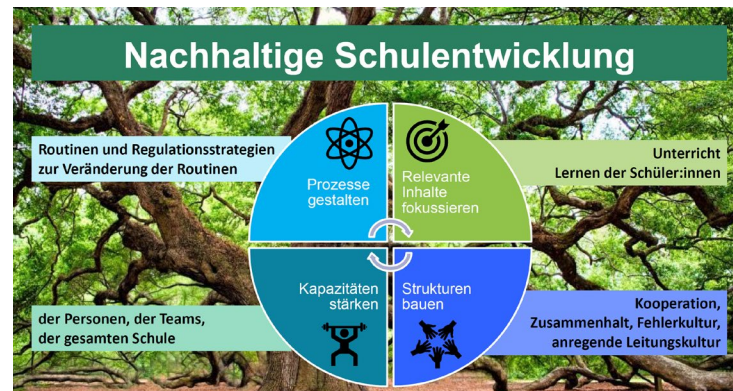 Nachhaltige Schulentwicklung
Routinen und Regulationsstrategien
zur Veränderung der Routinen
Prozesse
gestalten
Relevante
Inhalte
fokussieren
Unterricht
Lernen der Schüler:innen
der Personen, der Teams,
der gesamten Schule
Kapazitäten
stärken
Strukturen
bauen
Kooperation,
Zusammenhalt, Fehlerkultur,
anregende Leitungskultur